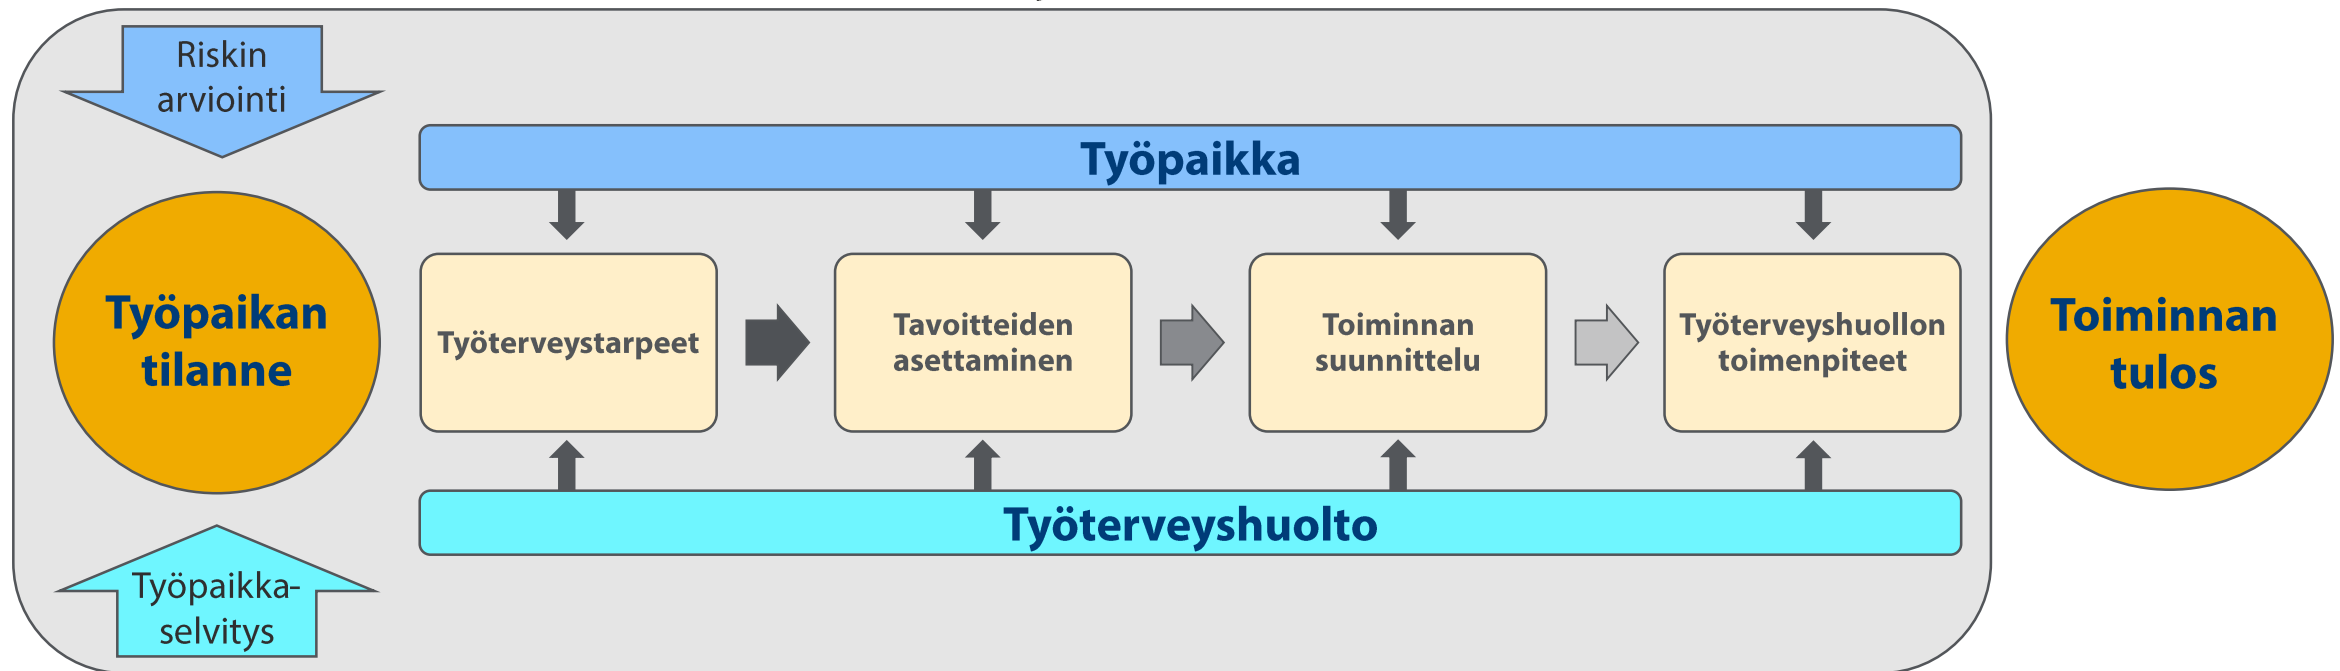 Riskin
arviointi
Työpaikka
Työpaikan
tilanne
Työterveystarpeet
Tavoitteiden
asettaminen
Toiminnan
suunnittelu
Työterveyshuollon
toimenpiteet
Toiminnan
tulos
Työterveyshuolto
Työpaikka-
selvitys